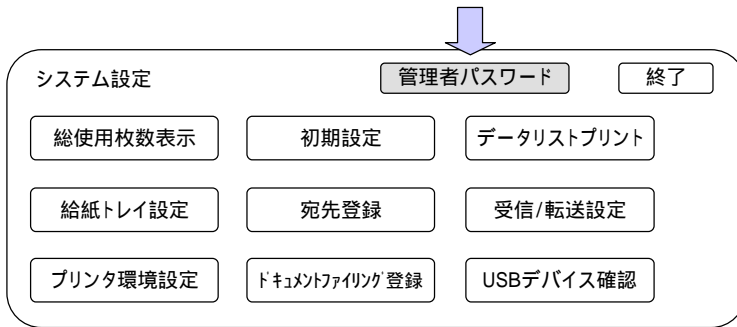 システム設定 管理者パスワード 終了
総使用枚数表示 初期設定 データリストプリント
給紙トレイ設定 宛先登録 受信/転送設定
プリンタ環境設定 ﾄﾞｷｭﾒﾝﾄﾌｧｲﾘﾝｸﾞ登録 USBデバイス確認